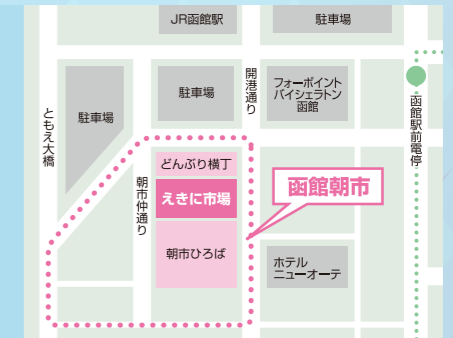 JR函館駅
駐車場
開港通り
フォーポイント
バイシェラトン
函館
駐車場
駐車場
ともえ大橋
函館駅前電停
どんぶり横丁
えきに市場
函館朝市
朝市仲通り
朝市ひろば
ホテル
ニューオーテ